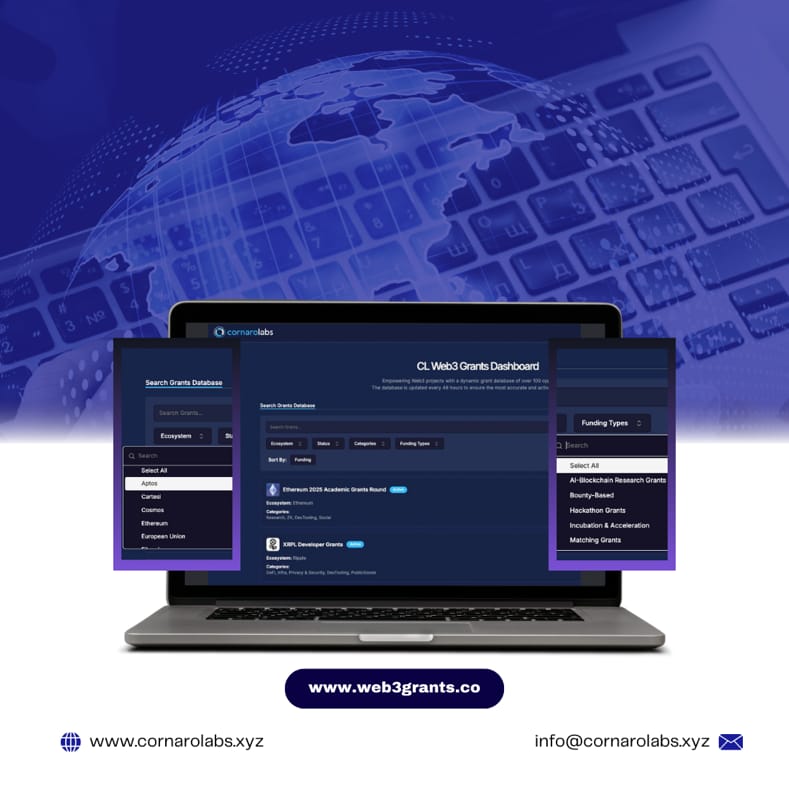 cornarolabs
CL Web3 Grants Dashboard
Empowering Web3 projects with a dynamic grant database of over 100
The database is updated every 48 hours to ensure the most accurate and
Search Grants Database
Search Grants...
Ecosystem
Search
Select All
Aptos
Cartesi
Cosmos
Ethereum
European Union
Search Grants Database
Search Grants...
Ecosystem Status Categories Funding Types
Sort By: Funding
Ethereum 2025 Academic Grants Round Active
Ecosystem: Ethereum
Categories:
Research, ZK, DevTooling, Social
XRPL Developer Grants Active
Ecosystem: Ripple
Categories:
DeFi, Infra, Privacy & Security, DevTooling, PublicGoods
Funding Types
Search
Select All
AI-Blockchain Research Grants
Bounty-Based
Hackathon Grants
Incubation & Acceleration
Matching Grants
www.web3grants.co
www.cornarolabs.xyz
info@cornarolabs.xyz